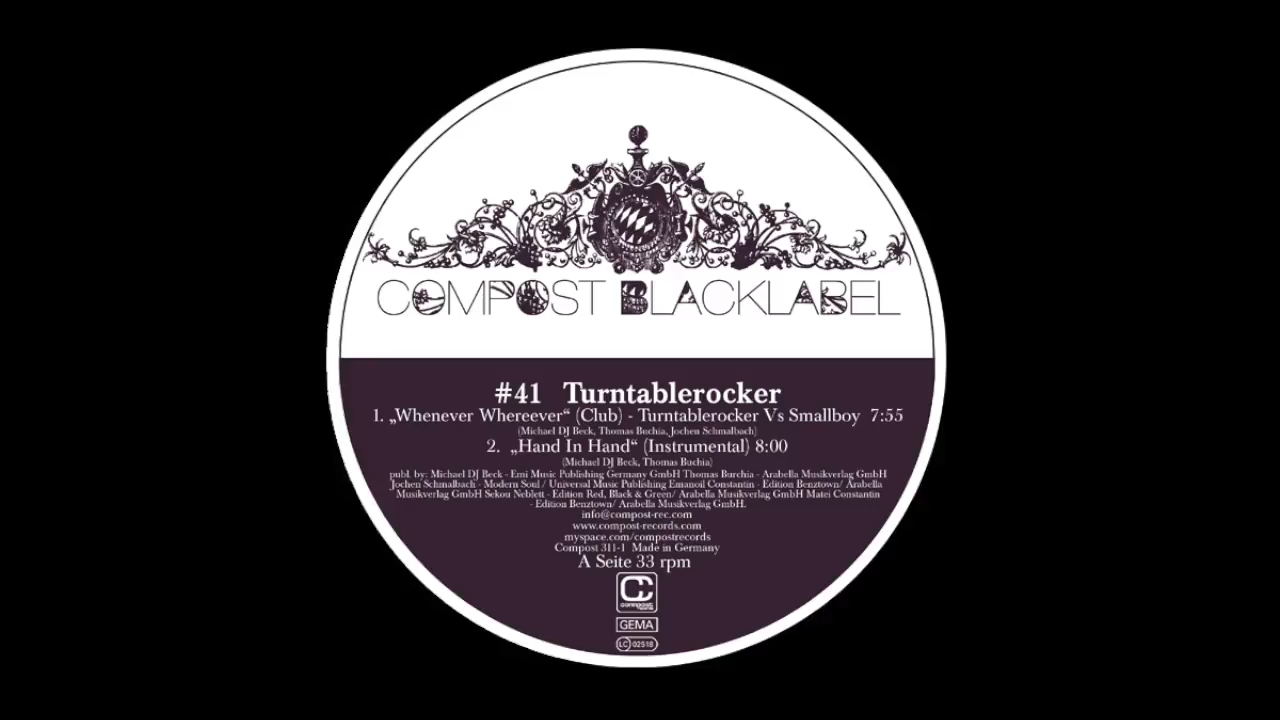 COMPOST BLACKLABEL
#41 Turntablerocker
1. „Whenever Whereever“ (Club) - Turntablerocker Vs Smallboy 7:55
(Michael DJ Beck, Thomas Buchia, Jochen Schmalbach)
2. „Hand In Hand“ (Instrumental) 8:00
(Michael DJ Beck, Thomas Buchia)
publ. by: Michael DJ Beck - Emi Music Publishing Germany GmbH Thomas Burchia - Arabella Musikverlag GmbH
Jochen Schmalbach - Modern Soul / Universal Music Publishing Emanoil Constantin - Edition Benztown/ Arabella
Musikverlag GmbH Sekou Neblett - Edition Red, Black & Green/ Arabella Musikverlag GmbH Matei Constantin
- Edition Benztown/ Arabella Musikverlag GmbH.
info@compost-rec.com
www.compost-records.com
myspace.com/compostrecords
Compost 311-1 Made in Germany
A Seite 33 rpm
compost
GEMA
LC 02518